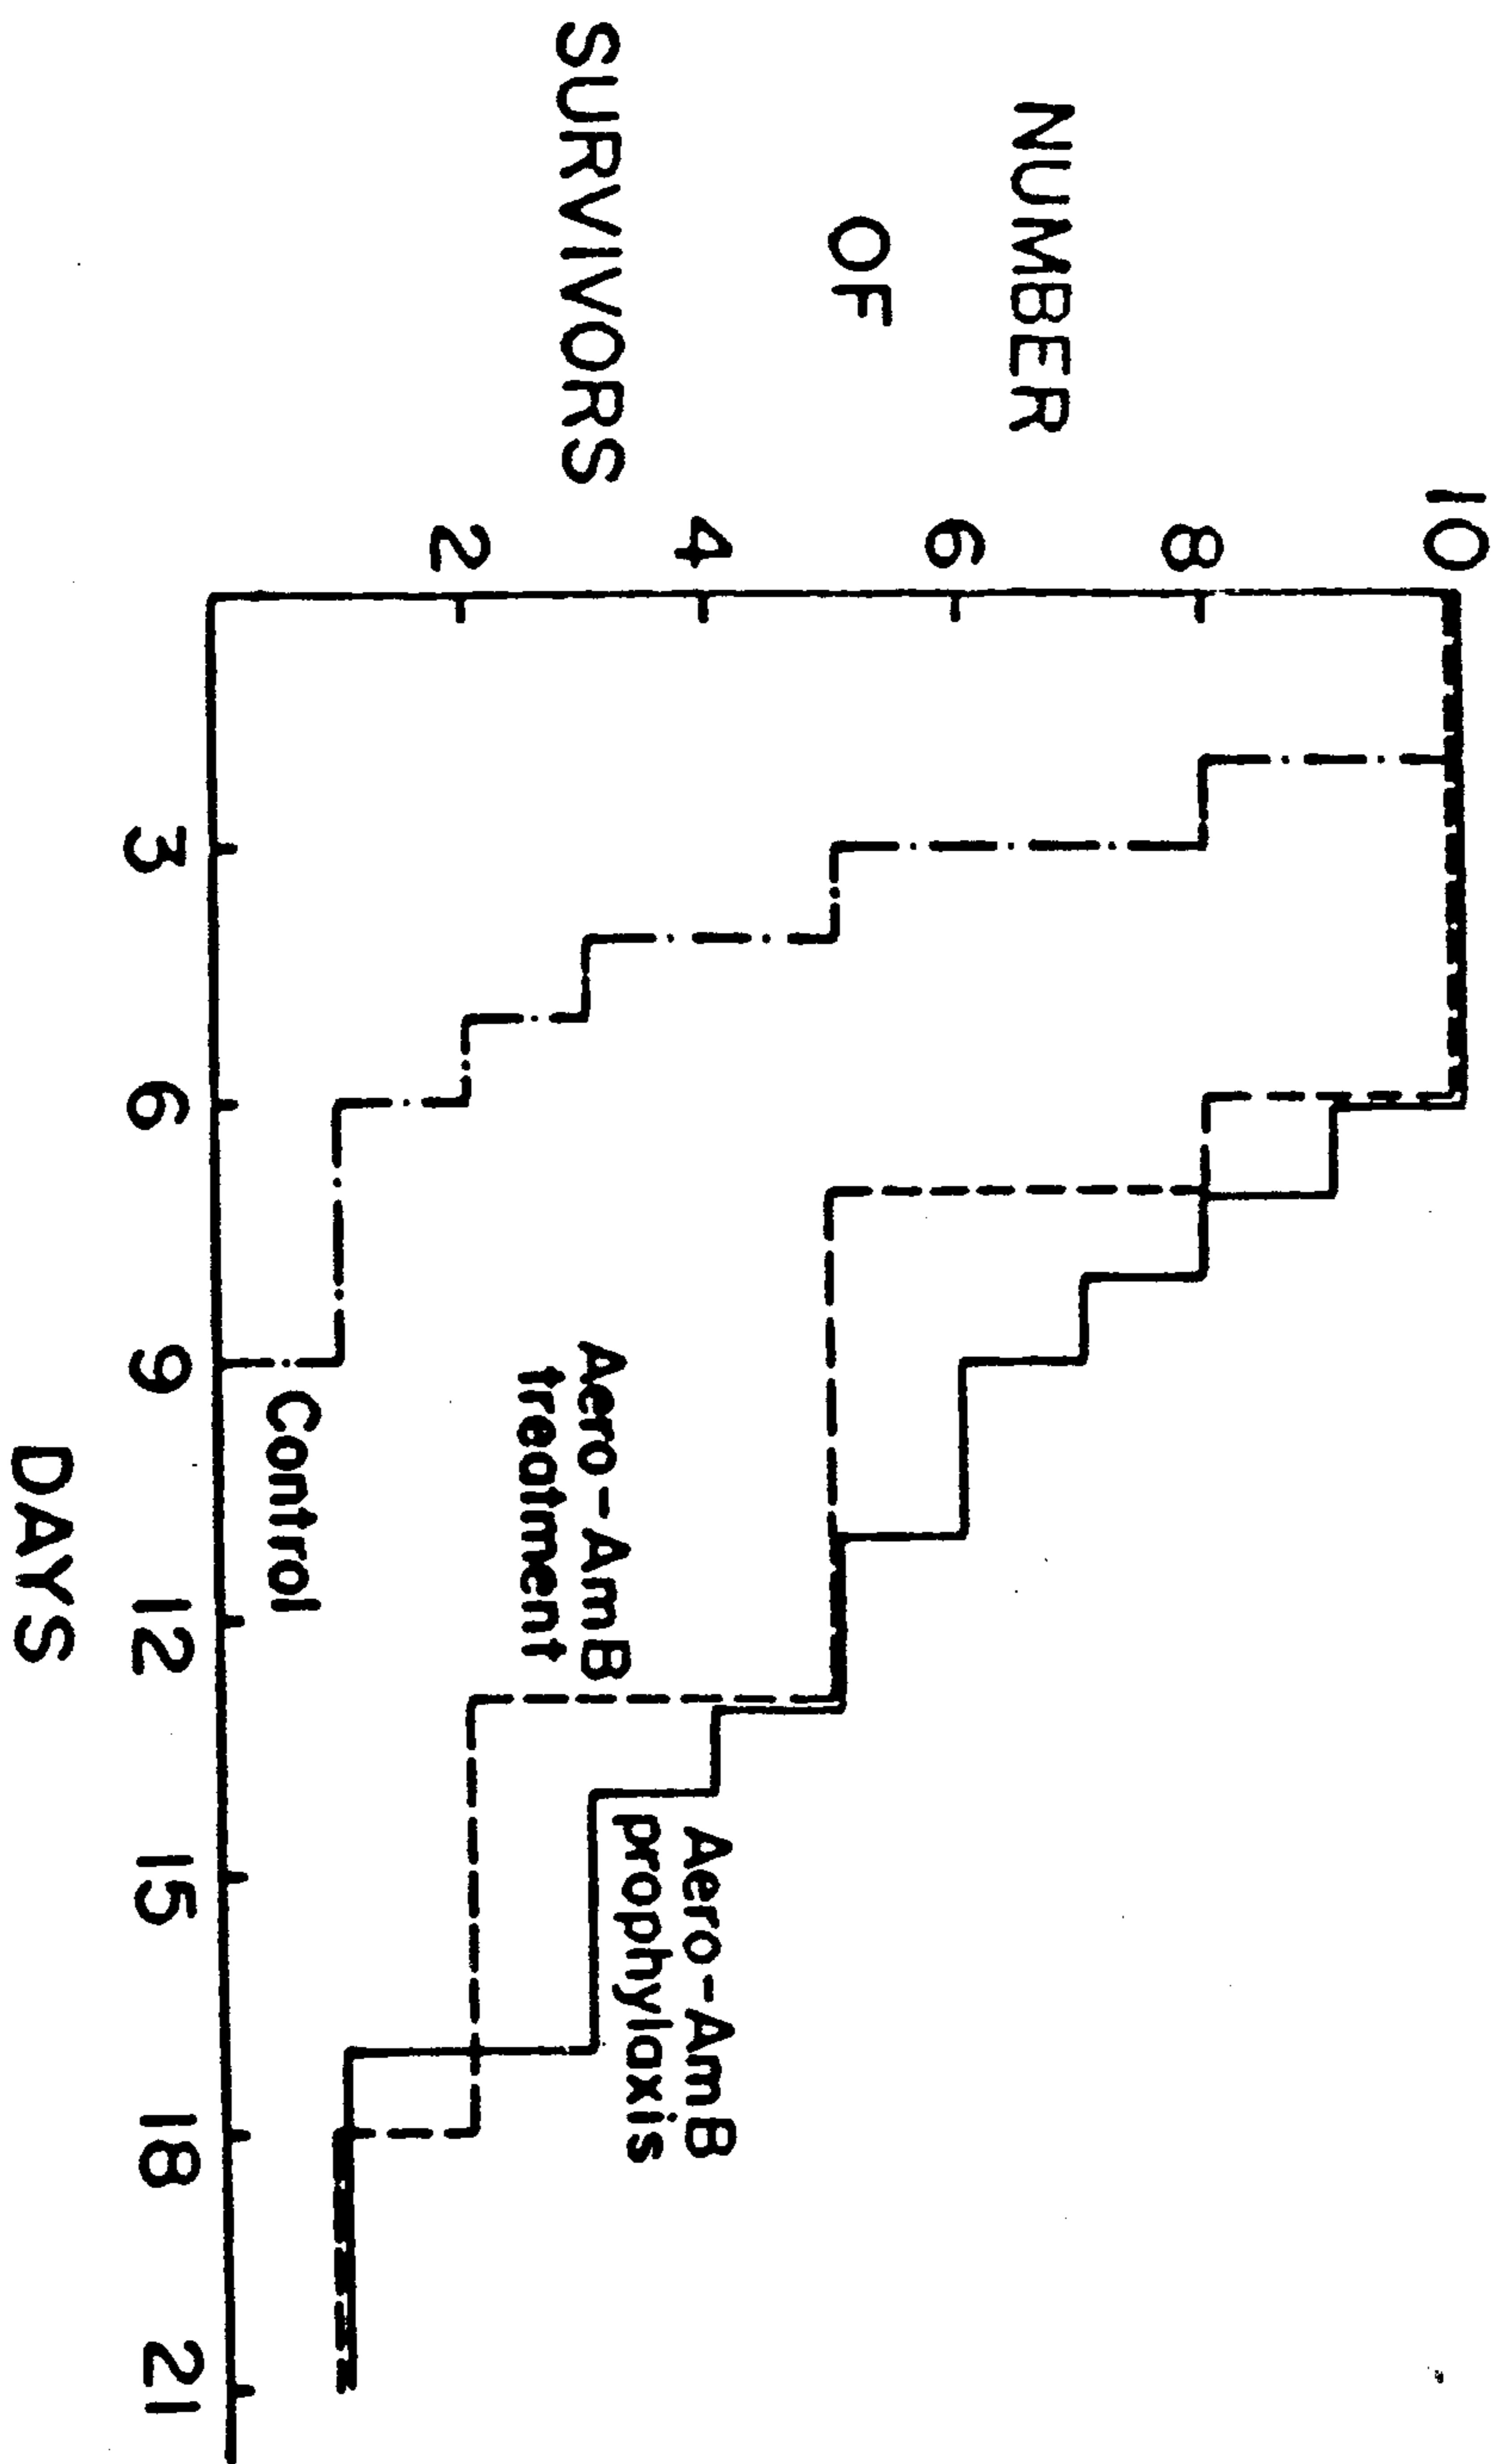 NUMBER
OF
SURVIVORS
10
8
6
4
2
3
6
9
12
15
18
21
DAYS
Control
Aero-AmB
treatment
Aero-AmB
prophylaxis